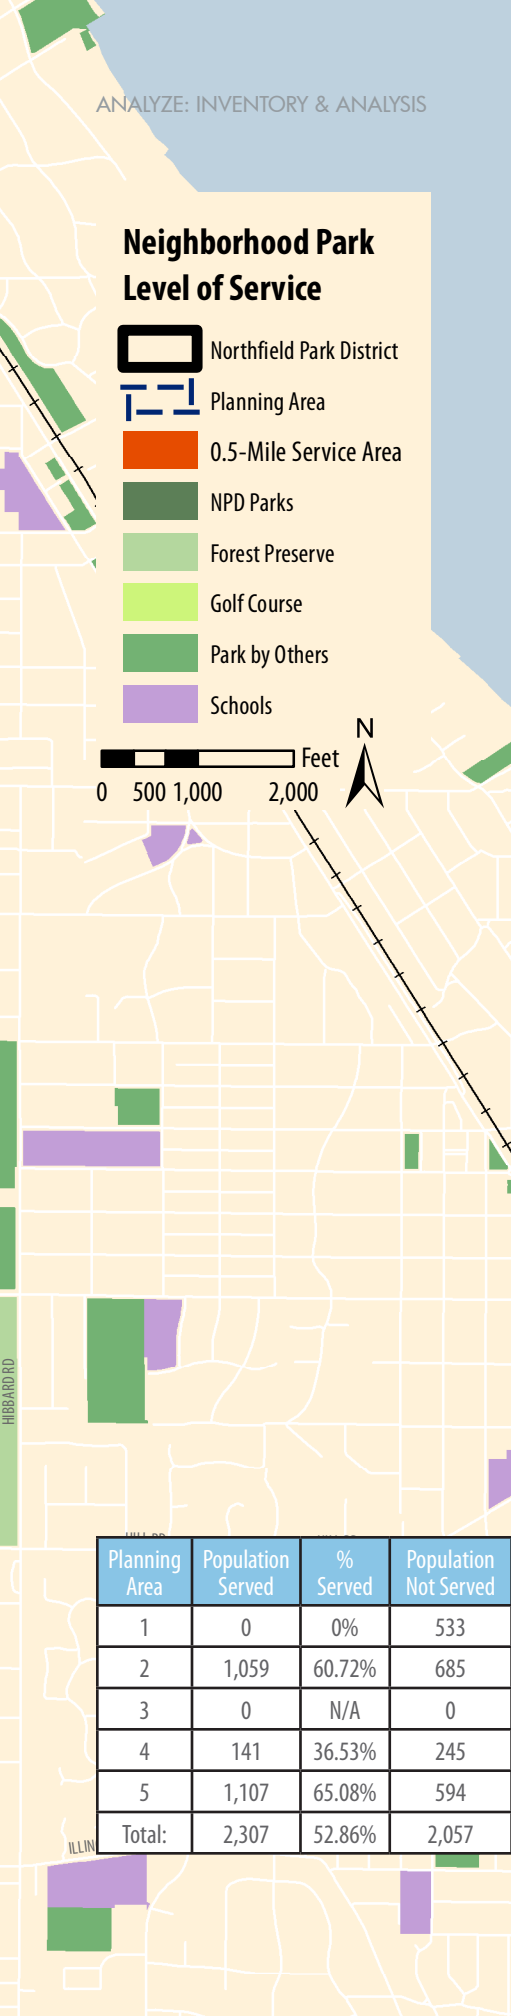 ANALYZE: INVENTORY & ANALYSIS
Neighborhood Park
Level of Service
Northfield Park District
Planning Area
0.5-Mile Service Area
NPD Parks
Forest Preserve
Golf Course
Park by Others
Schools
N
Feet
0 500 1,000 2,000
HIBBARD RD
Planning Area Population Served % Served Population Not Served
1 0 0% 533
2 1,059 60.72% 685
3 0 N/A 0
4 141 36.53% 245
5 1,107 65.08% 594
Total: 2,307 52.86% 2,057
ILLIN